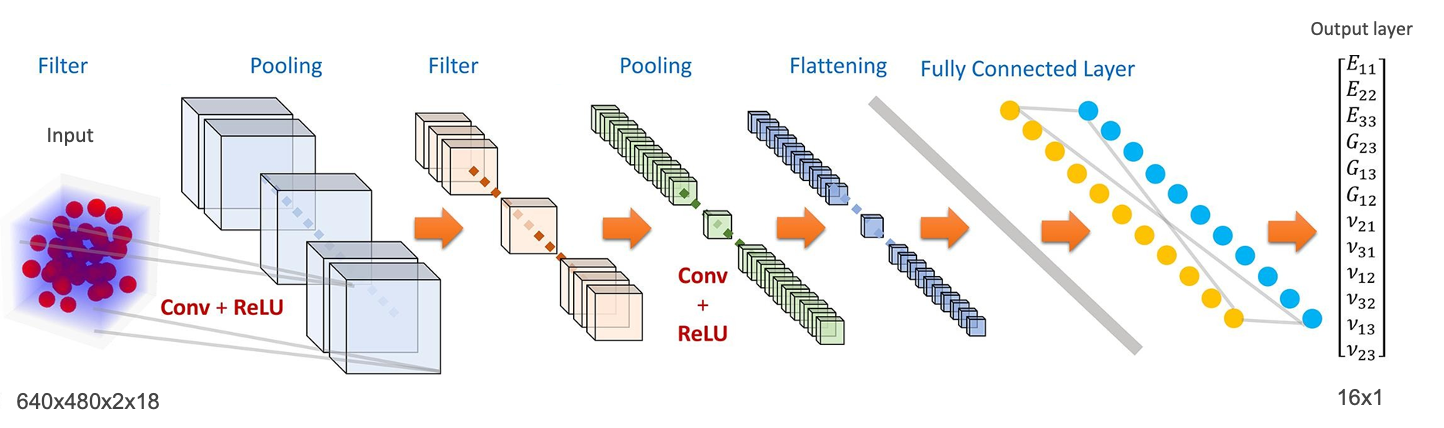 Output layer
Filter
Pooling
Filter
Pooling
Flattening
Fully Connected Layer
Input
Conv + ReLU
Conv
+
ReLU
E₁₁
E₂₂
E₃₃
G₂₃
G₁₃
G₁₂
ν₂₁
ν₃₁
ν₁₂
ν₃₂
ν₁₃
ν₂₃
640x480x2x18
16x1